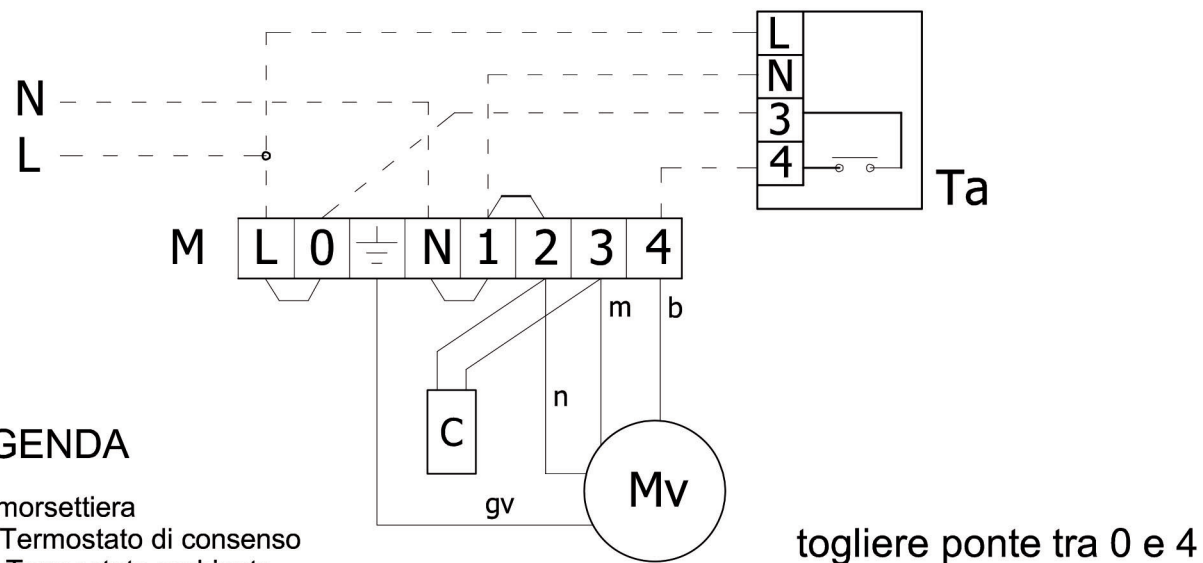 L
N
N
3
L
4
Ta
M
L 0 N 1 2 3 4
m
b
n
C
Mv
gv
GENDA
morsettiera
Termostato di consenso
togliere ponte tra 0 e 4